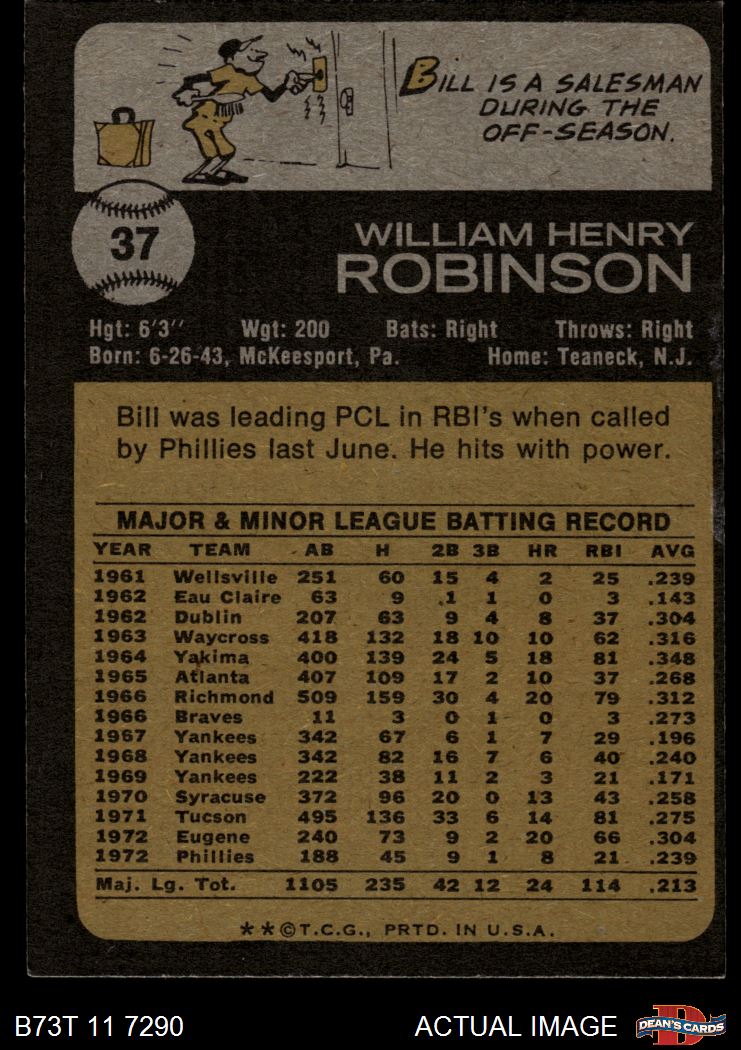 BILL IS A SALESMAN
DURING THE
OFF-SEASON.
37
WILLIAM HENRY
ROBINSON
Hgt: 6'3'' Wgt: 200 Bats: Right Throws: Right
Born: 6-26-43, McKeesport, Pa. Home: Teaneck, N.J.
Bill was leading PCL in RBI's when called
by Phillies last June. He hits with power.
MAJOR & MINOR LEAGUE BATTING RECORD
YEAR TEAM AB H 2B 3B HR RBI AVG
1961 Wellsville 251 60 15 4 2 25 .239
1962 Eau Claire 63 9 1 1 0 3 .143
1962 Dublin 207 63 9 4 8 37 .304
1963 Waycross 418 132 18 10 10 62 .316
1964 Yakima 400 139 24 5 18 81 .348
1965 Atlanta 407 109 17 2 10 37 .268
1966 Richmond 509 159 30 4 20 79 .312
1966 Braves 11 3 0 1 0 3 .273
1967 Yankees 342 67 6 1 7 29 .196
1968 Yankees 342 82 16 7 6 40 .240
1969 Yankees 222 38 11 2 3 21 .171
1970 Syracuse 372 96 20 0 13 43 .258
1971 Tucson 495 136 33 6 14 81 .275
1972 Eugene 240 73 9 2 20 66 .304
1972 Phillies 188 45 9 1 8 21 .239
Maj. Lg. Tot. 1105 235 42 12 24 114 .213
**©T.C.G., PRTD. IN U.S.A.
B73T 11 7290 ACTUAL IMAGE DEAN'S CARDS